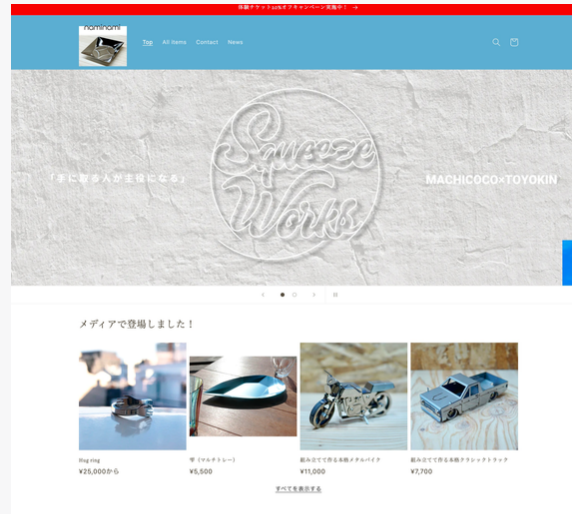 体験チケット10%オフキャンペーン実施中! →
naminami
Top All items Contact News
Squeeze
Works
「手に取る人が主役になる」
MACHICOCO×TOYOKIN
メディアで登場しました!
Hug ring
¥25,000から
雫(マルチトレー)
¥5,500
組み立てて作る本格メタルバイク
¥11,000
組み立てて作る本格クラシックトラック
¥7,700
すべてを表示する